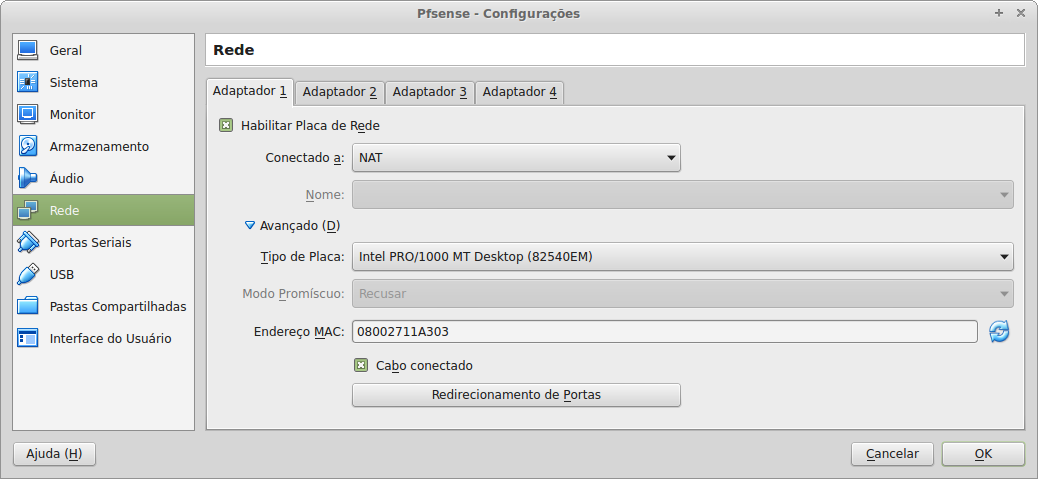 Pfsense - Configurações
Geral
Sistema
Monitor
Armazenamento
Áudio
Rede
Portas Seriais
USB
Pastas Compartilhadas
Interface do Usuário
Rede
Adaptador 1 Adaptador 2 Adaptador 3 Adaptador 4
Habilitar Placa de Rede
Conectado a: NAT
Nome:
Avançado (D)
Tipo de Placa: Intel PRO/1000 MT Desktop (82540EM)
Modo Promíscuo: Recusar
Endereço MAC: 08002711A303
Cabo conectado
Redirecionamento de Portas
Ajuda (H) Cancelar OK